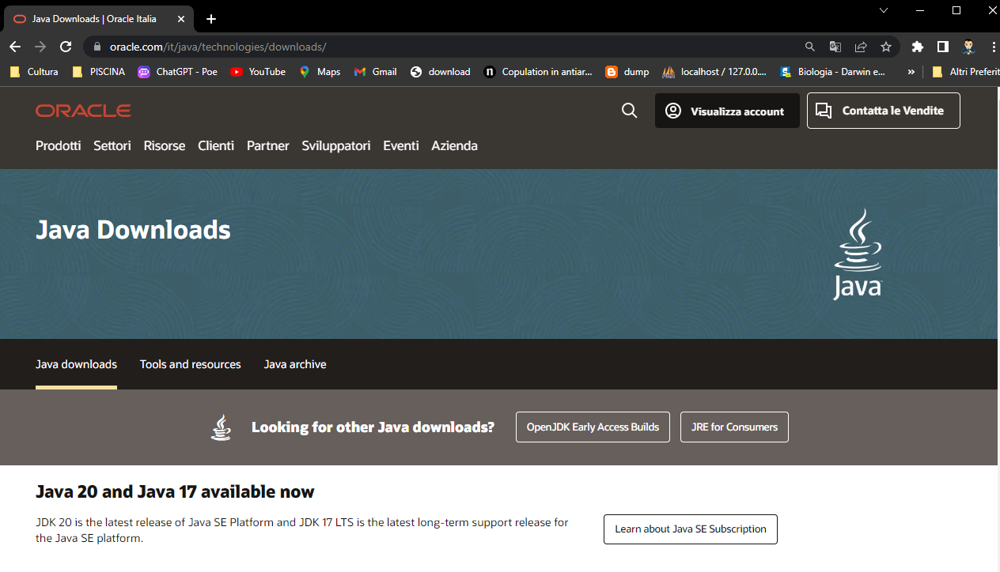 Java Downloads | Oracle Italia
oracle.com/it/java/technologies/downloads/
Cultura PISCINA ChatGPT - Poe YouTube Maps Gmail download Copulation in antiar... dump localhost / 127.0.0.... Biologia - Darwin e... » Altri Preferit
ORACLE
Visualizza account
Contatta le Vendite
Prodotti Settori Risorse Clienti Partner Sviluppatori Eventi Azienda
Java Downloads
Java
Java downloads Tools and resources Java archive
Looking for other Java downloads? OpenJDK Early Access Builds JRE for Consumers
Java 20 and Java 17 available now
JDK 20 is the latest release of Java SE Platform and JDK 17 LTS is the latest long-term support release for
the Java SE platform.
Learn about Java SE Subscription